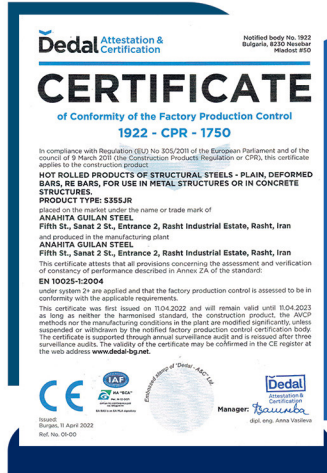 Dedal Attestation &
Certification
Notified body No. 1922
Bulgaria, 8230 Nesebar
Mladost #50
CERTIFICATE
of Conformity of the Factory Production Control
1922 - CPR - 1750
In compliance with Regulation (EU) No 305/2011 of the European Parliament and of the
council of 9 March 2011 (the Construction Products Regulation or CPR), this certificate
applies to the construction product
HOT ROLLED PRODUCTS OF STRUCTURAL STEELS - PLAIN, DEFORMED
BARS, RE BARS, FOR USE IN METAL STRUCTURES OR IN CONCRETE
STRUCTURES.
PRODUCT TYPE: S355JR
placed on the market under the name or trade mark of
ANAHITA GUILAN STEEL
Fifth St., Sanat 2 St., Entrance 2, Rasht Industrial Estate, Rasht, Iran
and produced in the manufacturing plant
ANAHITA GUILAN STEEL
Fifth St., Sanat 2 St., Entrance 2, Rasht Industrial Estate, Rasht, Iran
This certificate attests that all provisions concerning the assessment and verification
of constancy of performance described in Annex ZA of the standard:
EN 10025-1:2004
under system 2+ are applied and that the factory production control is assessed to be in
conformity with the applicable requirements.
This certificate was first issued on 11.04.2022 and will remain valid until 11.04.2023
as long as neither the harmonised standard, the construction product, the AVCP
methods nor the manufacturing conditions in the plant are modified significantly, unless
suspended or withdrawn by the notified factory production control certification body.
The certificate is supported through annual surveillance audit and is reissued after three
surveillance audits. The validity of the certificate may be confirmed in the CE register at
the web address www.dedal-bg.net.
CE
IAF
Embossed stamp of "Dedal - A&C" Ltd.
Dedal
Attestation &
Certification
Manager:
dipl. eng. Anna Vasileva
Issued:
Burgas, 11 April 2022
Ref. No. 01-00